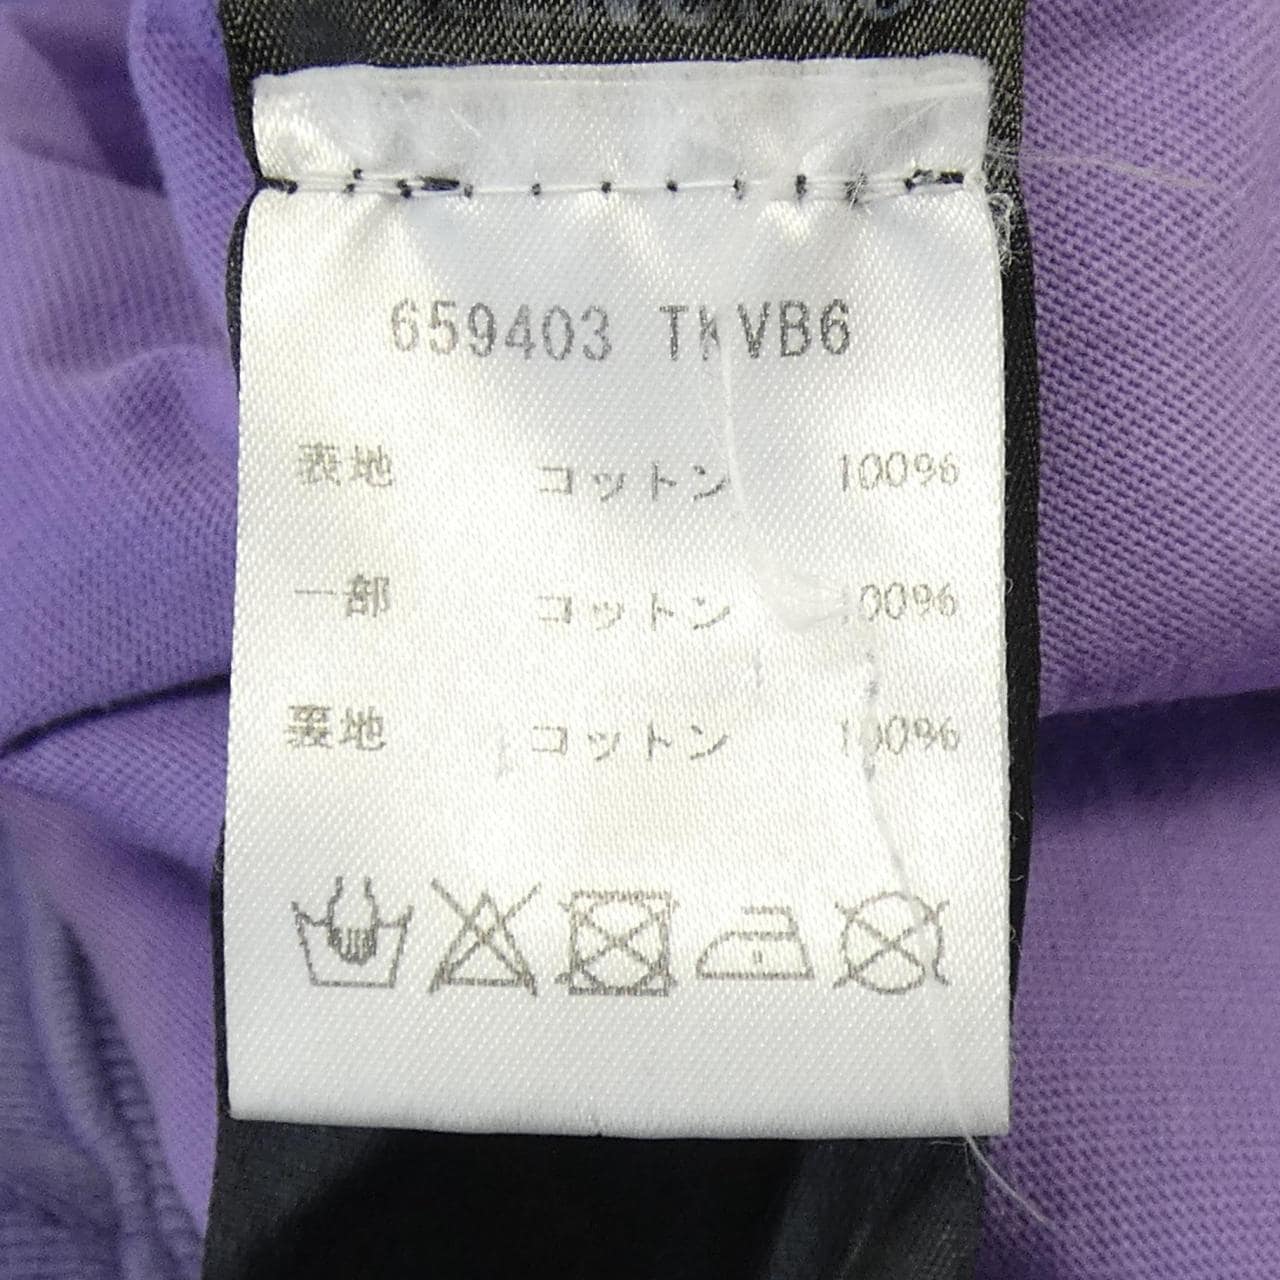 659403 TKVB6
表地 コットン 100%
一部 コットン 100%
裏地 コットン 100%